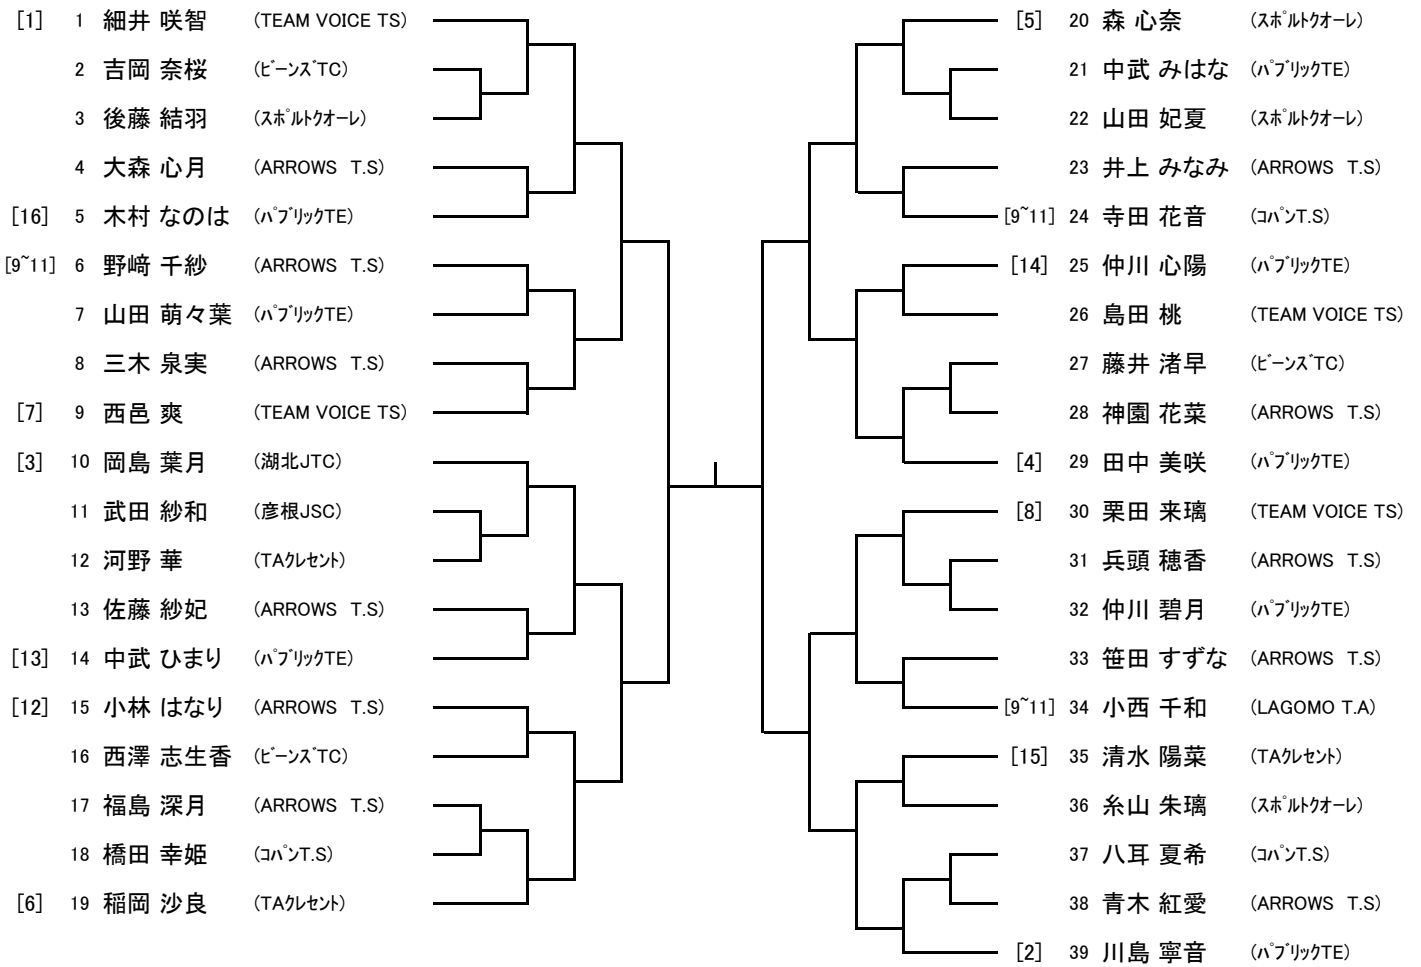 [1] 1 細井 咲智 (TEAM VOICE TS)
2 吉岡 奈桜 (ﾋﾞｰﾝｽﾞTC)
3 後藤 結羽 (ｽﾎﾟﾙﾄｸｵｰﾚ)
4 大森 心月 (ARROWS T.S)
[16] 5 木村 なのは (ﾊﾟﾌﾞﾘｯｸTE)
[9~11] 6 野﨑 千紗 (ARROWS T.S)
7 山田 萌々葉 (ﾊﾟﾌﾞﾘｯｸTE)
8 三木 泉実 (ARROWS T.S)
[7] 9 西邑 爽 (TEAM VOICE TS)
[3] 10 岡島 葉月 (湖北JTC)
11 武田 紗和 (彦根JSC)
12 河野 華 (TAｸﾚｾﾝﾄ)
13 佐藤 紗妃 (ARROWS T.S)
[13] 14 中武 ひまり (ﾊﾟﾌﾞﾘｯｸTE)
[12] 15 小林 はなり (ARROWS T.S)
16 西澤 志生香 (ﾋﾞｰﾝｽﾞTC)
17 福島 深月 (ARROWS T.S)
18 橋田 幸姫 (ｺﾊﾟﾝT.S)
[6] 19 稲岡 沙良 (TAｸﾚｾﾝﾄ)
[5] 20 森 心奈 (ｽﾎﾟﾙﾄｸｵｰﾚ)
21 中武 みはな (ﾊﾟﾌﾞﾘｯｸTE)
22 山田 妃夏 (ｽﾎﾟﾙﾄｸｵｰﾚ)
23 井上 みなみ (ARROWS T.S)
[9~11] 24 寺田 花音 (ｺﾊﾟﾝT.S)
[14] 25 仲川 心陽 (ﾊﾟﾌﾞﾘｯｸTE)
26 島田 桃 (TEAM VOICE TS)
27 藤井 渚早 (ﾋﾞｰﾝｽﾞTC)
28 神園 花菜 (ARROWS T.S)
[4] 29 田中 美咲 (ﾊﾟﾌﾞﾘｯｸTE)
[8] 30 栗田 来璃 (TEAM VOICE TS)
31 兵頭 穂香 (ARROWS T.S)
32 仲川 碧月 (ﾊﾟﾌﾞﾘｯｸTE)
33 笹田 すずな (ARROWS T.S)
[9~11] 34 小西 千和 (LAGOMO T.A)
[15] 35 清水 陽菜 (TAｸﾚｾﾝﾄ)
36 糸山 朱璃 (ｽﾎﾟﾙﾄｸｵｰﾚ)
37 八耳 夏希 (ｺﾊﾟﾝT.S)
38 青木 紅愛 (ARROWS T.S)
[2] 39 川島 寧音 (ﾊﾟﾌﾞﾘｯｸTE)